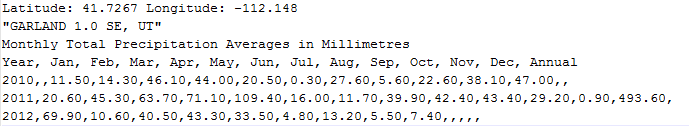 Latitude: 41.7267 Longitude: -112.148
"GARLAND 1.0 SE, UT"
Monthly Total Precipitation Averages in Millimetres
Year, Jan, Feb, Mar, Apr, May, Jun, Jul, Aug, Sep, Oct, Nov, Dec, Annual
2010,,11.50,14.30,46.10,44.00,20.50,0.30,27.60,5.60,22.60,38.10,47.00,,
2011,20.60,45.30,63.70,71.10,109.40,16.00,11.70,39.90,42.40,43.40,29.20,0.90,493.60,
2012,69.90,10.60,40.50,43.30,33.50,4.80,13.20,5.50,7.40,,,,,